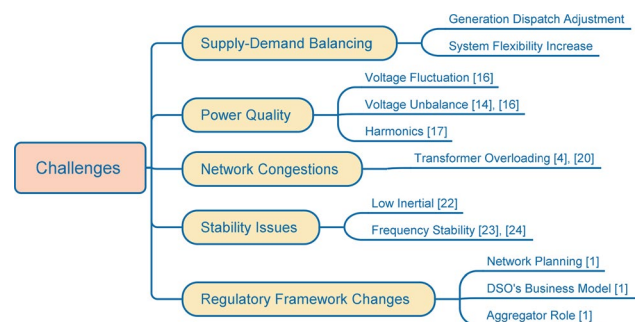 Challenges
Supply-Demand Balancing
Generation Dispatch Adjustment
System Flexibility Increase
Power Quality
Voltage Fluctuation [16]
Voltage Unbalance [14], [16]
Harmonics [17]
Network Congestions
Transformer Overloading [4], [20]
Stability Issues
Low Inertial [22]
Frequency Stability [23], [24]
Regulatory Framework Changes
Network Planning [1]
DSO's Business Model [1]
Aggregator Role [1]